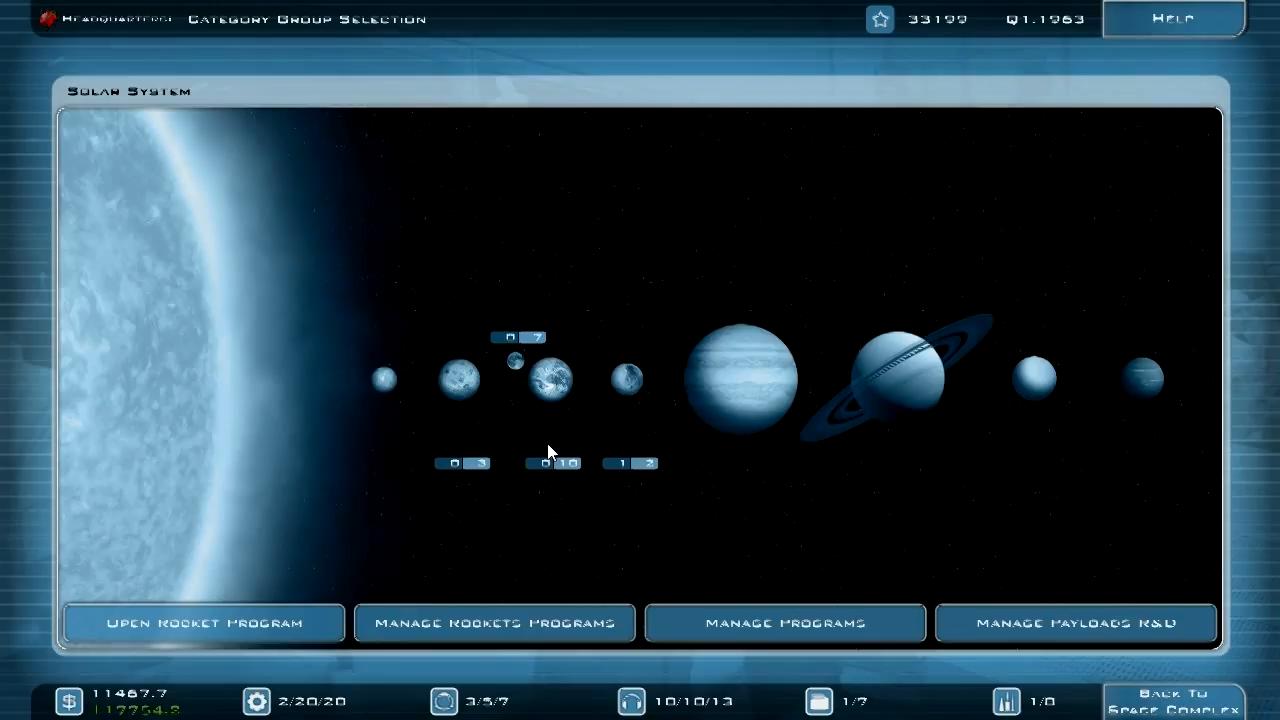 Headquarters: Category Group Selection
33199
Q1.1963
Help
Solar System
0 7
0 3
0 10
1 2
Open Rocket Program
Manage Rockets Programs
Manage Programs
Manage Payloads R&D
11467.7
2/20/20
3/5/7
10/10/13
1/7
Back To
Space Complex